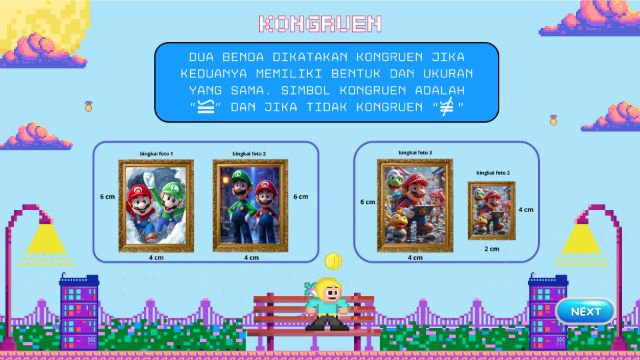 KONGRUEN
DUA BENDA DIKATAKAN KONGRUEN JIKA
KEDUANYA MEMILIKI BENTUK DAN UKURAN
YANG SAMA. SIMBOL KONGRUEN ADALAH
"≅" DAN JIKA TIDAK KONGRUEN "≇"
bingkai foto 1
bingkai foto 2
6 cm
6 cm
4 cm
4 cm
bingkai foto 3
bingkai foto 2
6 cm
4 cm
4 cm
2 cm
NEXT